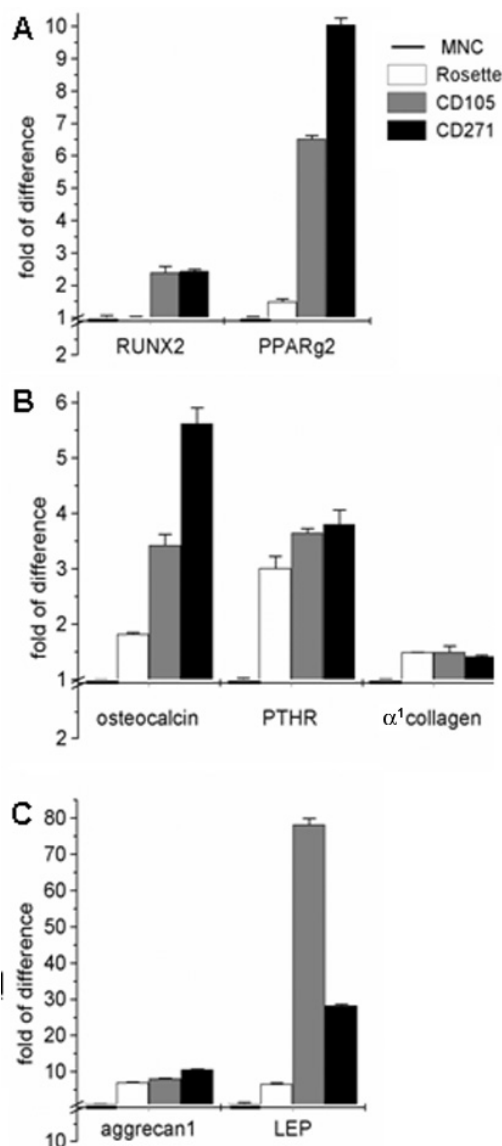 A
10
9
8
7
6
5
4
3
2
1
2
fold of difference
RUNX2 PPARg2
MNC
Rosette
CD105
CD271
B
6
5
4
3
2
1
2
fold of difference
osteocalcin PTHR α¹collagen
C
80
70
60
50
40
30
20
10
10
fold of difference
aggrecan1 LEP